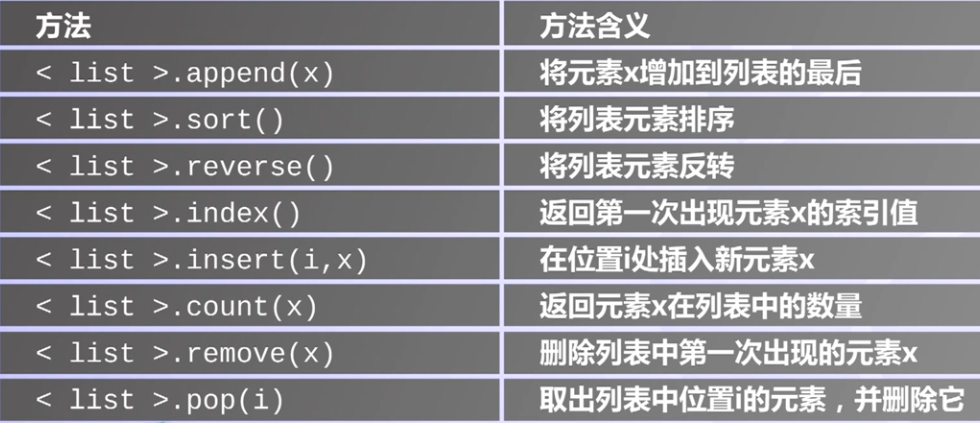 方法 方法含义
< list >.append(x) 将元素x增加到列表的最后
< list >.sort() 将列表元素排序
< list >.reverse() 将列表元素反转
< list >.index() 返回第一次出现元素x的索引值
< list >.insert(i,x) 在位置i处插入新元素x
< list >.count(x) 返回元素x在列表中的数量
< list >.remove(x) 删除列表中第一次出现的元素x
< list >.pop(i) 取出列表中位置i的元素，并删除它